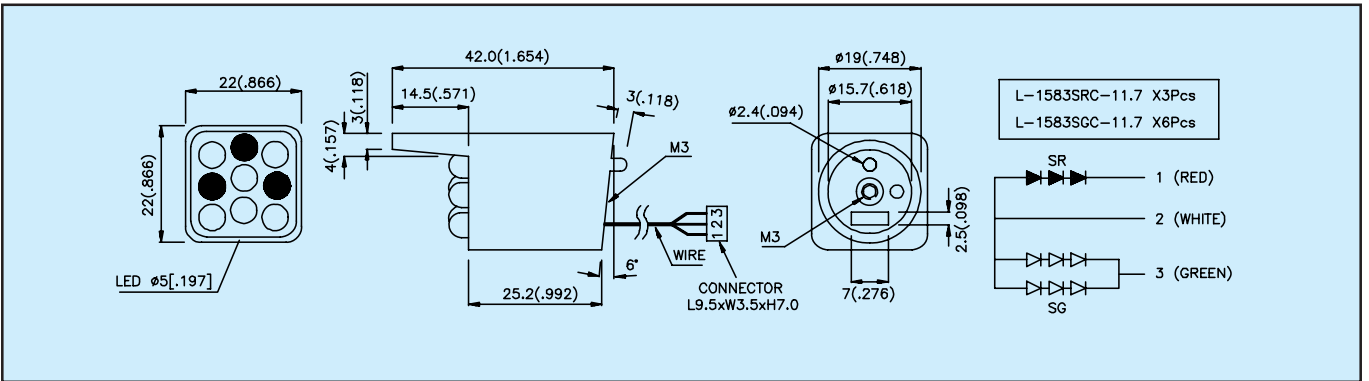 22(.866)
22(.866)
LED ø5[.197]
42.0(1.654)
14.5(.571)
3(.118)
4(.157)
3(.118)
M3
WIRE
6°
25.2(.992)
1 2 3
CONNECTOR
L9.5xW3.5xH7.0
ø19(.748)
ø15.7(.618)
ø2.4(.094)
M3
7(.276)
2.5(.098)
L-1583SRC-11.7 X3Pcs
L-1583SGC-11.7 X6Pcs
SR
1 (RED)
2 (WHITE)
3 (GREEN)
SG